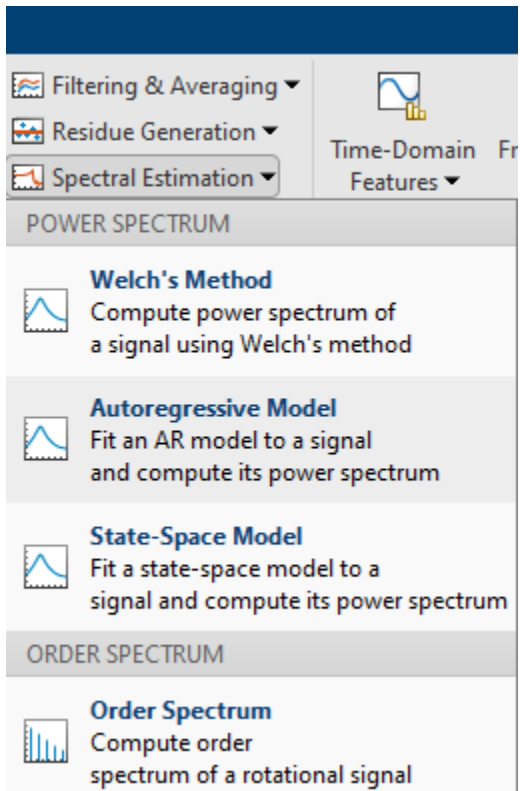 Filtering & Averaging
Residue Generation
Spectral Estimation
Time-Domain
Features
Fr
POWER SPECTRUM
Welch's Method
Compute power spectrum of
a signal using Welch's method
Autoregressive Model
Fit an AR model to a signal
and compute its power spectrum
State-Space Model
Fit a state-space model to a
signal and compute its power spectrum
ORDER SPECTRUM
Order Spectrum
Compute order
spectrum of a rotational signal